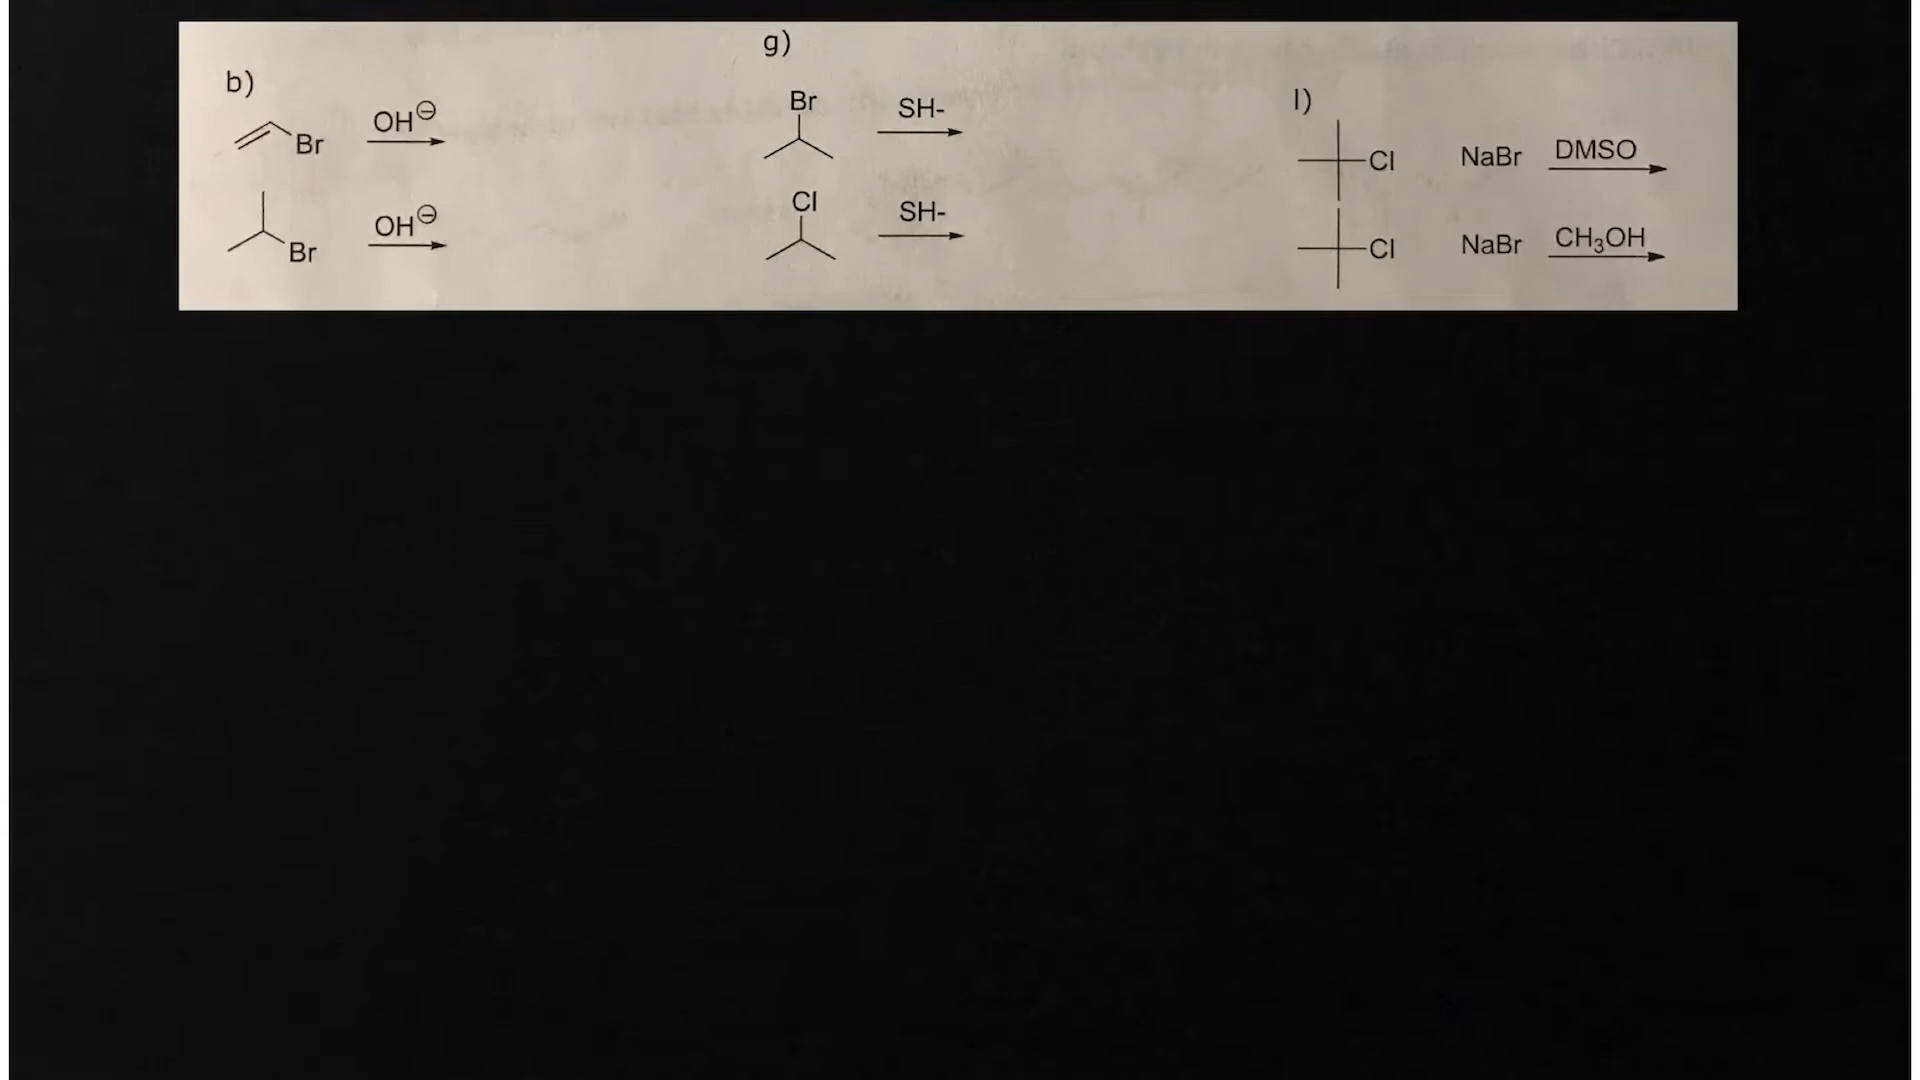 b)
OH⊖
Br
OH⊖
Br
g)
Br
SH-
Cl
SH-
l)
Cl NaBr DMSO
Cl NaBr CH₃OH